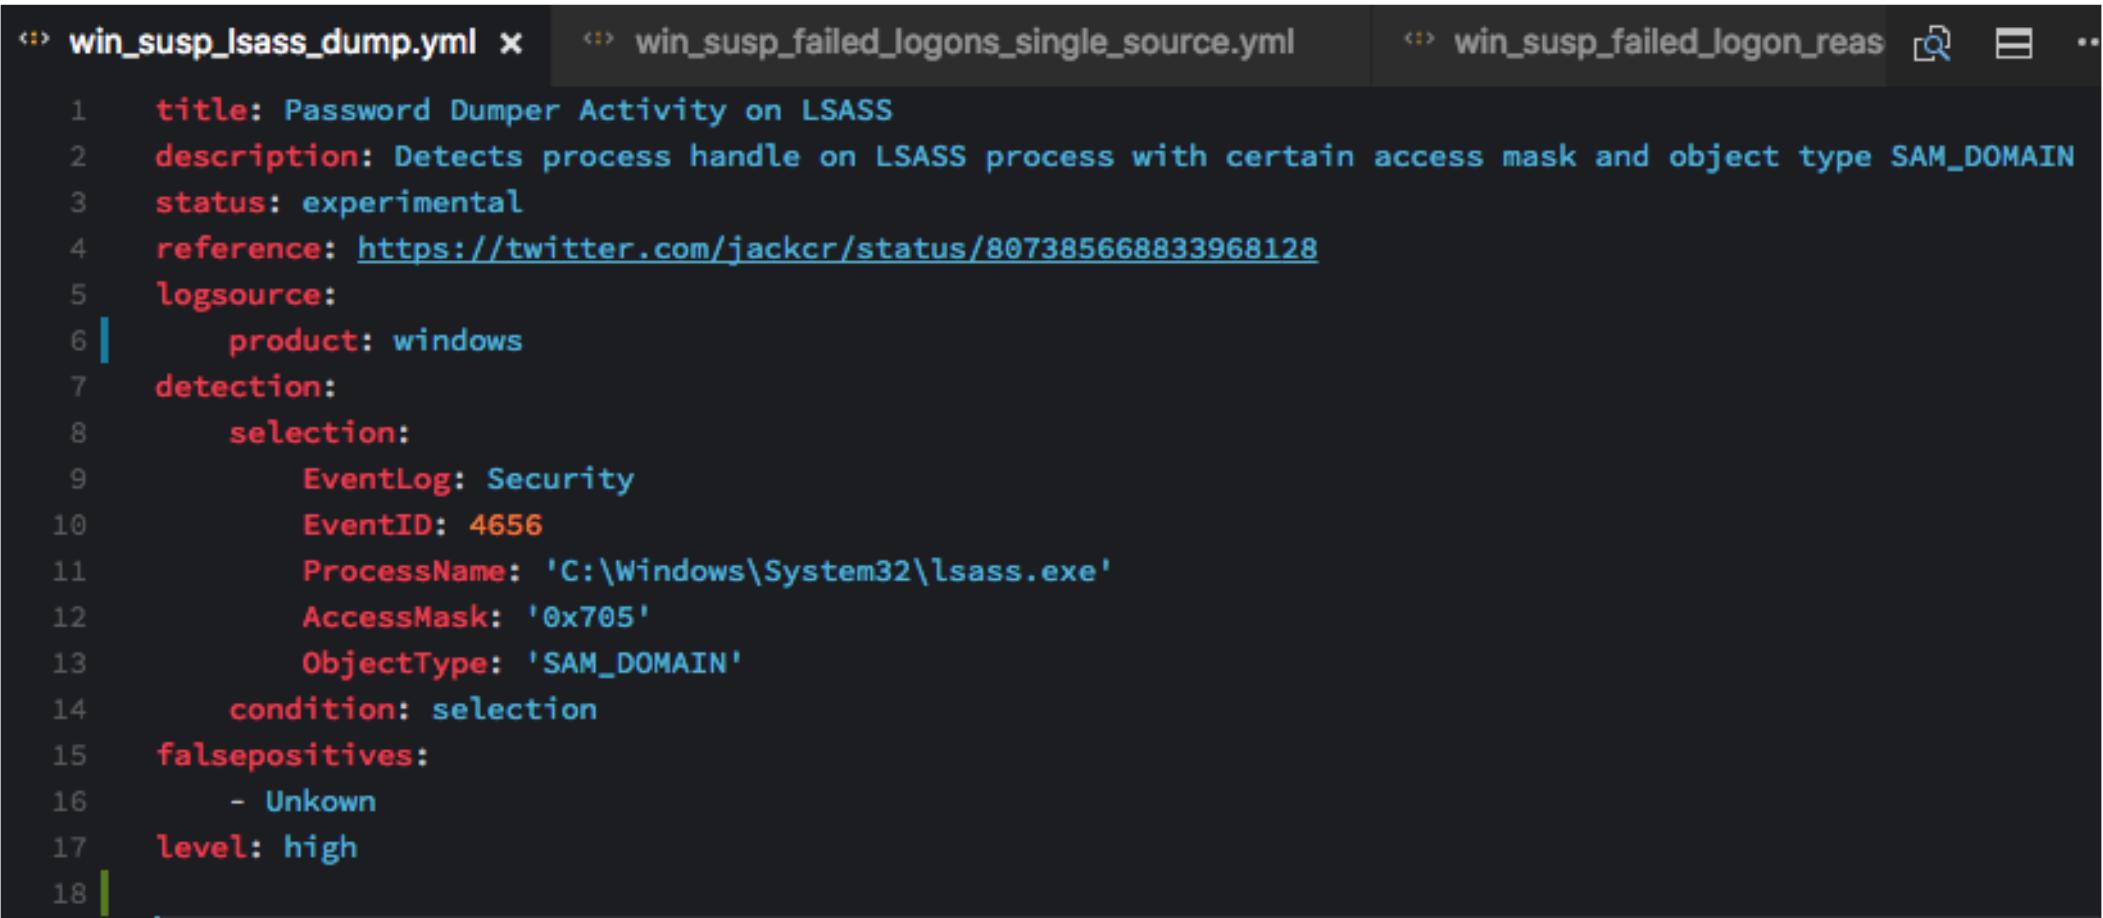 win_susp_lsass_dump.yml × win_susp_failed_logons_single_source.yml win_susp_failed_logon_reas
1 title: Password Dumper Activity on LSASS
2 description: Detects process handle on LSASS process with certain access mask and object type SAM_DOMAIN
3 status: experimental
4 reference: https://twitter.com/jackcr/status/807385668833968128
5 logsource:
6 product: windows
7 detection:
8 selection:
9 EventLog: Security
10 EventID: 4656
11 ProcessName: 'C:\Windows\System32\lsass.exe'
12 AccessMask: '0x705'
13 ObjectType: 'SAM_DOMAIN'
14 condition: selection
15 falsepositives:
16 - Unkown
17 level: high
18